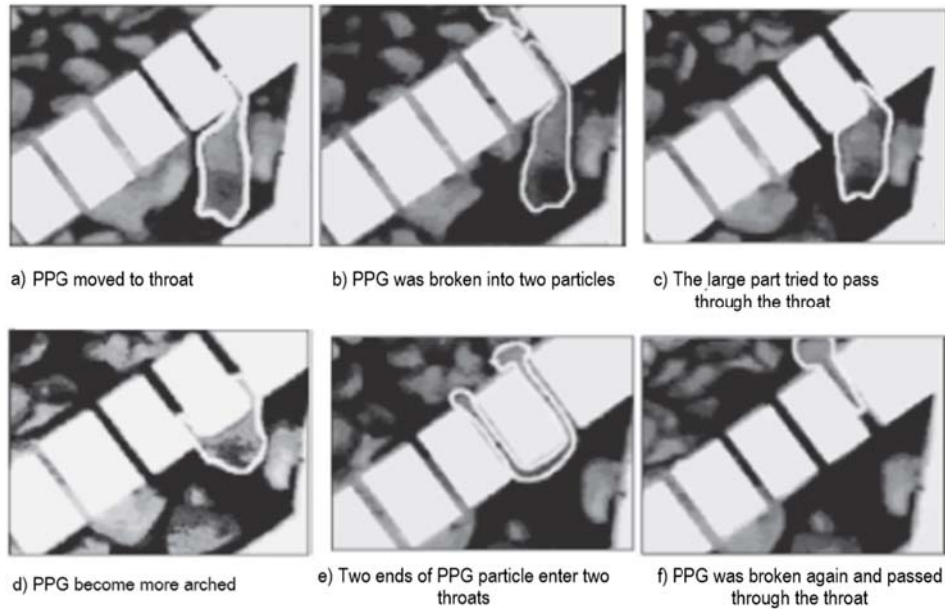 a) PPG moved to throat
b) PPG was broken into two particles
c) The large part tried to pass
through the throat
d) PPG become more arched
e) Two ends of PPG particle enter two
throats
f) PPG was broken again and passed
through the throat